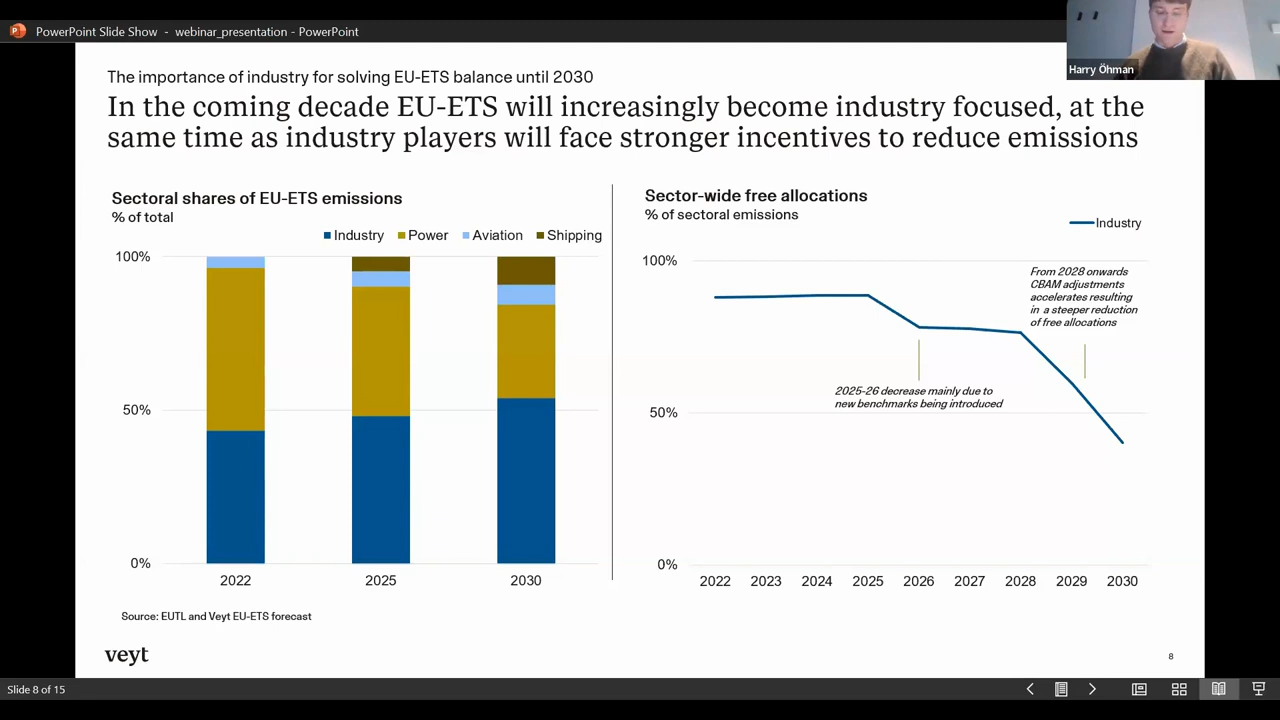 PowerPoint Slide Show - webinar_presentation - PowerPoint
Harry Öhman
The importance of industry for solving EU-ETS balance until 2030
In the coming decade EU-ETS will increasingly become industry focused, at the
same time as industry players will face stronger incentives to reduce emissions
Sectoral shares of EU-ETS emissions
% of total
Industry Power Aviation Shipping
100%
50%
0%
2022 2025 2030
Source: EUTL and Veyt EU-ETS forecast
Sector-wide free allocations
% of sectoral emissions
Industry
100%
From 2028 onwards
CBAM adjustments
accelerates resulting
in a steeper reduction
of free allocations
2025-26 decrease mainly due to
new benchmarks being introduced
50%
0%
2022 2023 2024 2025 2026 2027 2028 2029 2030
veyt
8
Slide 8 of 15